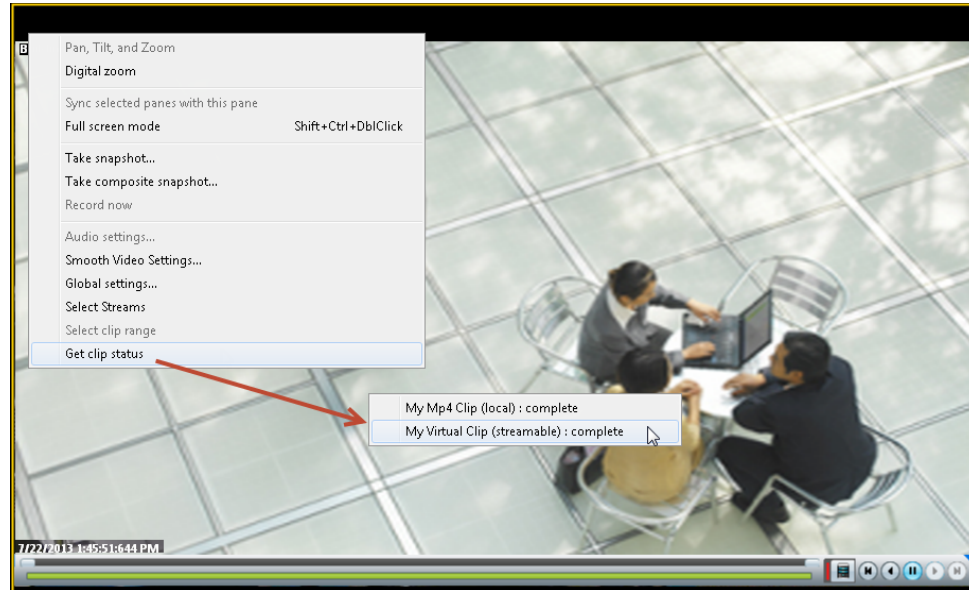 Pan, Tilt, and Zoom
Digital zoom
Sync selected panes with this pane
Full screen mode Shift+Ctrl+DblClick
Take snapshot...
Take composite snapshot...
Record now
Audio settings...
Smooth Video Settings...
Global settings...
Select Streams
Select clip range
Get clip status
My Mp4 Clip (local) : complete
My Virtual Clip (streamable) : complete
7/22/2013 1:45:51:644 PM